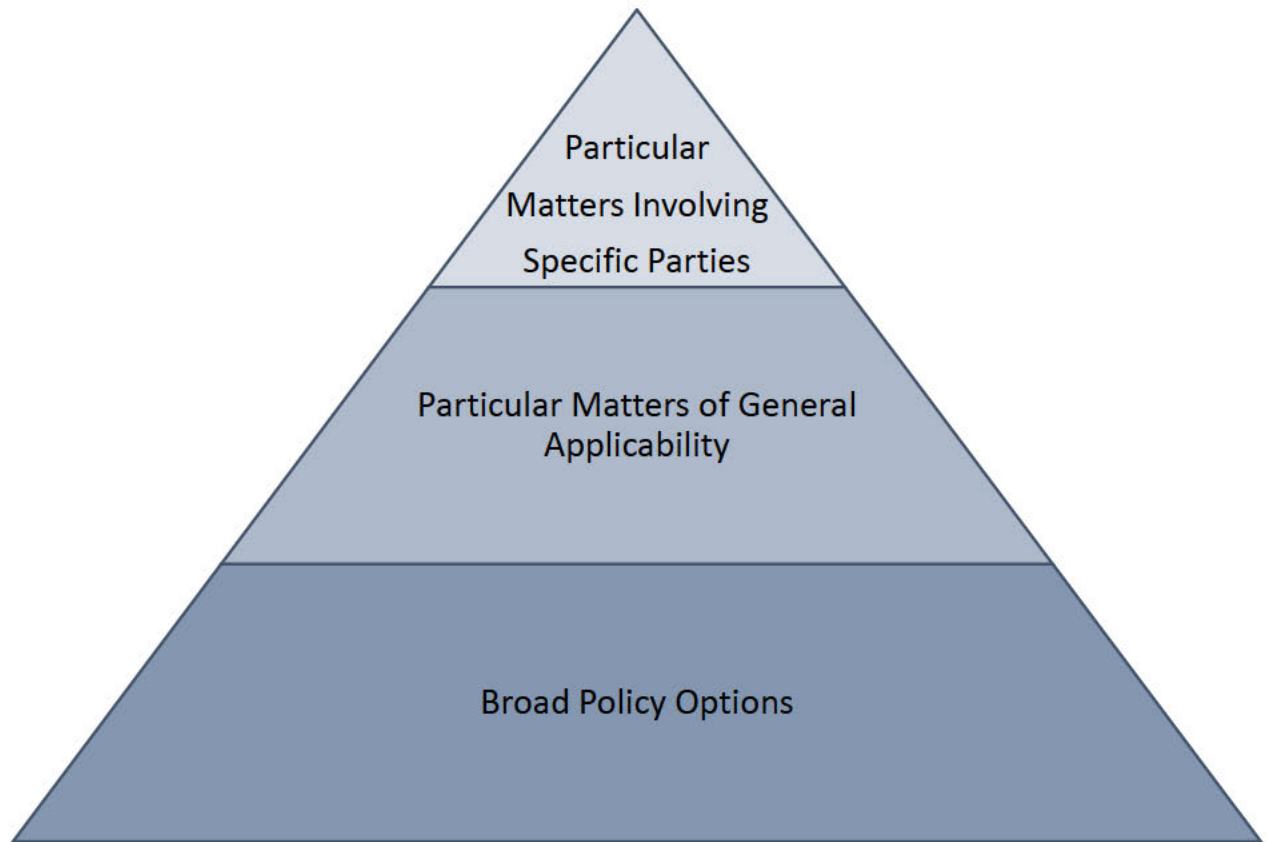 Particular
Matters Involving
Specific Parties
Particular Matters of General
Applicability
Broad Policy Options